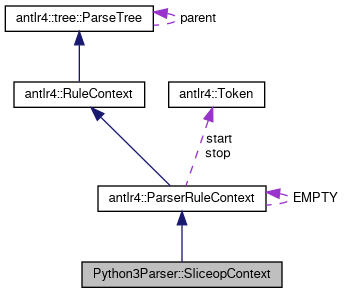 antlr4::tree::ParseTree
parent
antlr4::RuleContext
antlr4::Token
start
stop
antlr4::ParserRuleContext
EMPTY
Python3Parser::SliceopContext